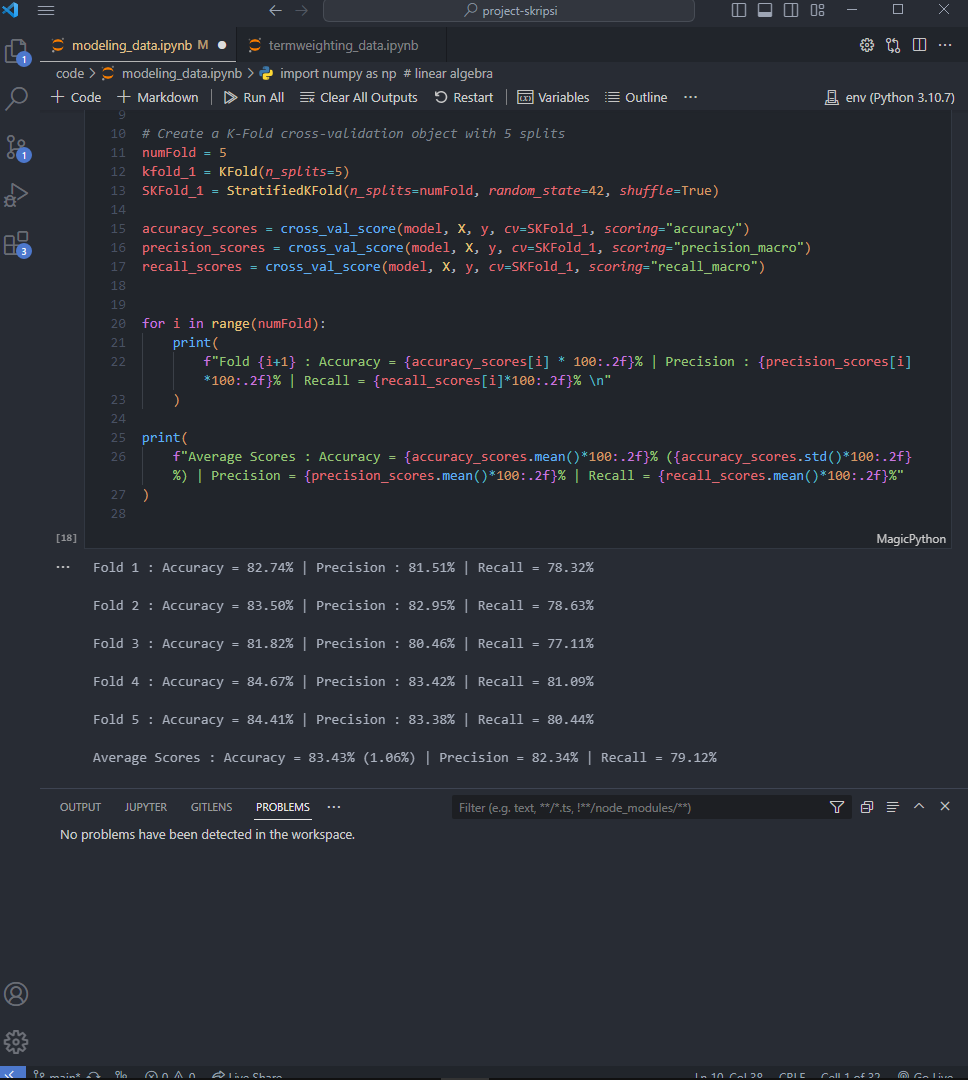 project-skripsi
modeling_data.ipynb M
termweighting_data.ipynb
code > modeling_data.ipynb > import numpy as np # linear algebra
+ Code + Markdown | Run All Clear All Outputs Restart | Variables Outline ... env (Python 3.10.7)
9
10 # Create a K-Fold cross-validation object with 5 splits
11 numFold = 5
12 kfold_1 = KFold(n_splits=5)
13 SKFold_1 = StratifiedKFold(n_splits=numFold, random_state=42, shuffle=True)
14
15 accuracy_scores = cross_val_score(model, X, y, cv=SKFold_1, scoring="accuracy")
16 precision_scores = cross_val_score(model, X, y, cv=SKFold_1, scoring="precision_macro")
17 recall_scores = cross_val_score(model, X, y, cv=SKFold_1, scoring="recall_macro")
18
19
20 for i in range(numFold):
21 print(
22 f"Fold {i+1} : Accuracy = {accuracy_scores[i] * 100:.2f}% | Precision : {precision_scores[i]
*100:.2f}% | Recall = {recall_scores[i]*100:.2f}% \n"
23 )
24
25 print(
26 f"Average Scores : Accuracy = {accuracy_scores.mean()*100:.2f}% ({accuracy_scores.std()*100:.2f}
%) | Precision = {precision_scores.mean()*100:.2f}% | Recall = {recall_scores.mean()*100:.2f}%"
27 )
28
[18]
MagicPython
... Fold 1 : Accuracy = 82.74% | Precision : 81.51% | Recall = 78.32%
Fold 2 : Accuracy = 83.50% | Precision : 82.95% | Recall = 78.63%
Fold 3 : Accuracy = 81.82% | Precision : 80.46% | Recall = 77.11%
Fold 4 : Accuracy = 84.67% | Precision : 83.42% | Recall = 81.09%
Fold 5 : Accuracy = 84.41% | Precision : 83.38% | Recall = 80.44%
Average Scores : Accuracy = 83.43% (1.06%) | Precision = 82.34% | Recall = 79.12%
OUTPUT JUPYTER GITLENS PROBLEMS ... Filter (e.g. text, **/*.ts, !**/node_modules/**)
No problems have been detected in the workspace.
1
1
3
main* 0 0 Live Share Ln 10, Col 38 CRLF Cell 1 of 32 Go Live